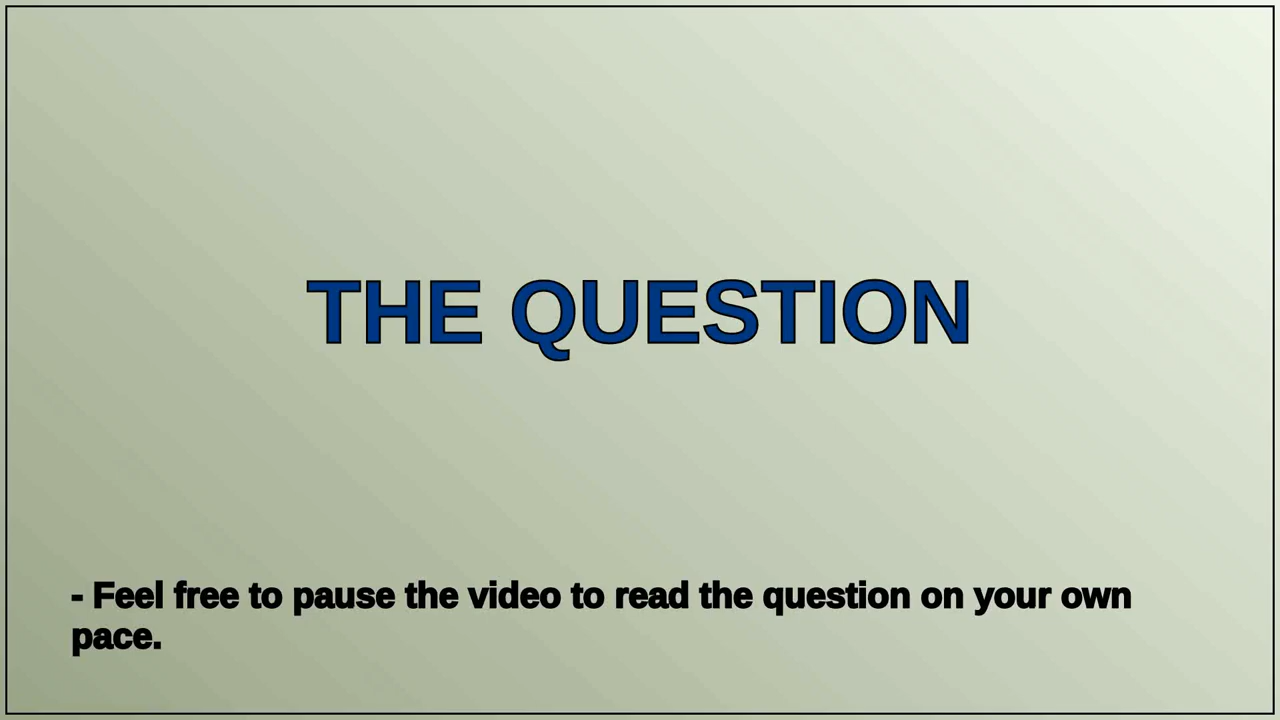 THE QUESTION
- Feel free to pause the video to read the question on your own
pace.